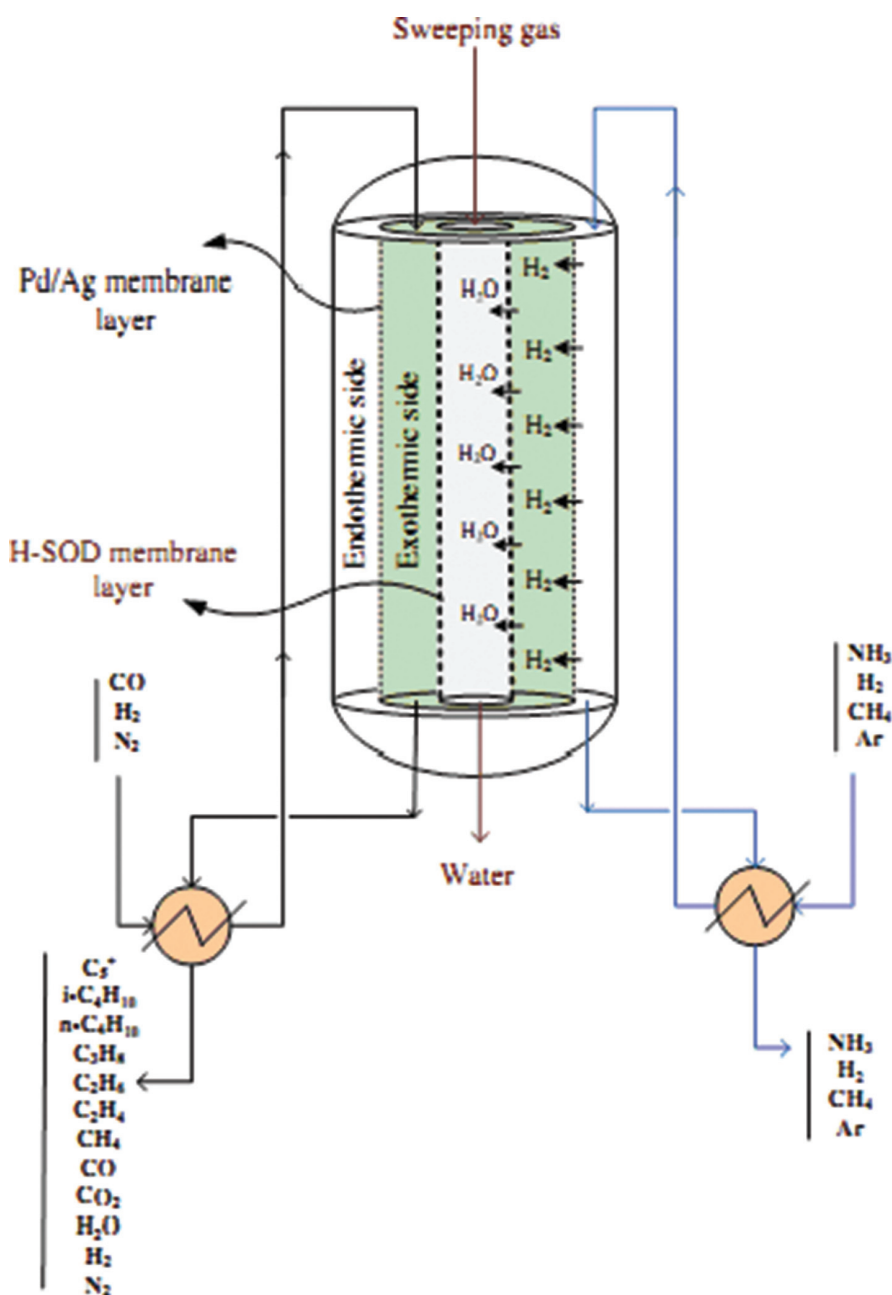 Sweeping gas
Pd/Ag membrane
layer
H-SOD membrane
layer
Endothermic side
Exothermic side
H₂O
H₂O
H₂O
H₂O
H₂O
H₂
H₂
H₂
H₂
H₂
H₂
CO
H₂
N₂
NH₃
H₂
CH₄
Ar
Water
C₅⁺
i-C₄H₁₀
n-C₄H₁₀
C₃H₈
C₂H₆
C₂H₄
CH₄
CO
CO₂
H₂O
H₂
N₂
NH₃
H₂
CH₄
Ar